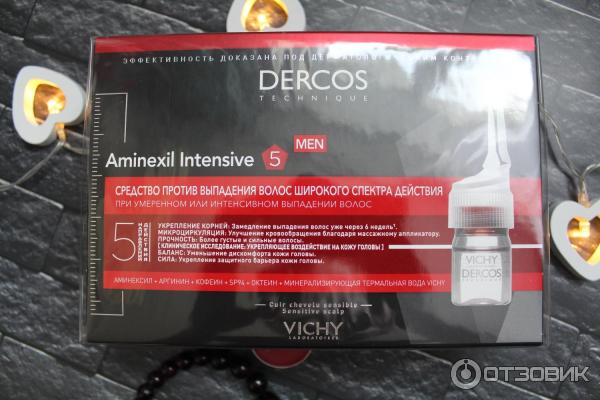 ЭФФЕКТИВНОСТЬ ДОКАЗАНА ПОД
DERCOS
TECHNIQUE
MEN
Aminexil Intensive 5
СРЕДСТВО ПРОТИВ ВЫПАДЕНИЯ ВОЛОС ШИРОКОГО СПЕКТРА ДЕЙСТВИЯ
ПРИ УМЕРЕННОМ ИЛИ ИНТЕНСИВНОМ ВЫПАДЕНИИ ВОЛОС
5
УКРЕПЛЕНИЕ КОРНЕЙ: Замедление выпадения волос уже через 6 недель¹.
МИКРОЦИРКУЛЯЦИЯ: Улучшение кровообращения благодаря массажному аппликатору.
ПРОЧНОСТЬ: Более густые и сильные волосы.
[ КЛИНИЧЕСКОЕ ИССЛЕДОВАНИЕ: УКРЕПЛЯЮЩЕЕ ВОЗДЕЙСТВИЕ НА КОЖУ ГОЛОВЫ ]
БАЛАНС: Уменьшение дискомфорта кожи головы.
СИЛА: Укрепление защитного барьера кожи головы.
АМИНЕКСИЛ + АРГИНИН + КОФЕИН + SP94 + ОКТЕИН + МИНЕРАЛИЗИРУЮЩАЯ ТЕРМАЛЬНАЯ ВОДА VICHY
VICHY
DERCOS
Cuir chevelu sensible
Sensitive scalp
VICHY
LABORATOIRES
ОТЗОВИК